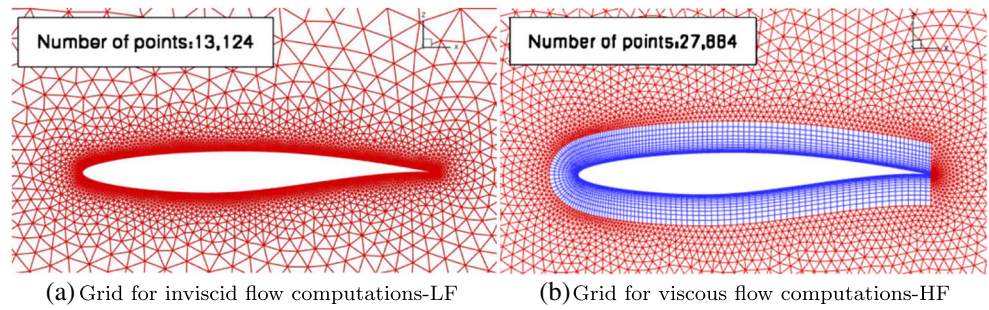 Number of points:13,124
z
x
Number of points:27,884
z
x
(a) Grid for inviscid flow computations-LF
(b) Grid for viscous flow computations-HF